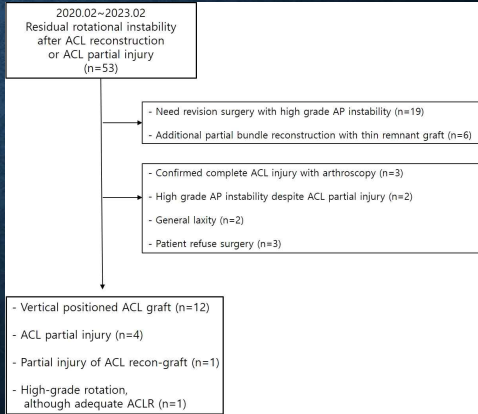 2020.02~2023.02
Residual rotational instability
after ACL reconstruction
or ACL partial injury
(n=53)
- Need revision surgery with high grade AP instability (n=19)
- Additional partial bundle reconstruction with thin remnant graft (n=6)
- Confirmed complete ACL injury with arthroscopy (n=3)
- High grade AP instability despite ACL partial injury (n=2)
- General laxity (n=2)
- Patient refuse surgery (n=3)
- Vertical positioned ACL graft (n=12)
- ACL partial injury (n=4)
- Partial injury of ACL recon-graft (n=1)
- High-grade rotation,
although adequate ACLR (n=1)